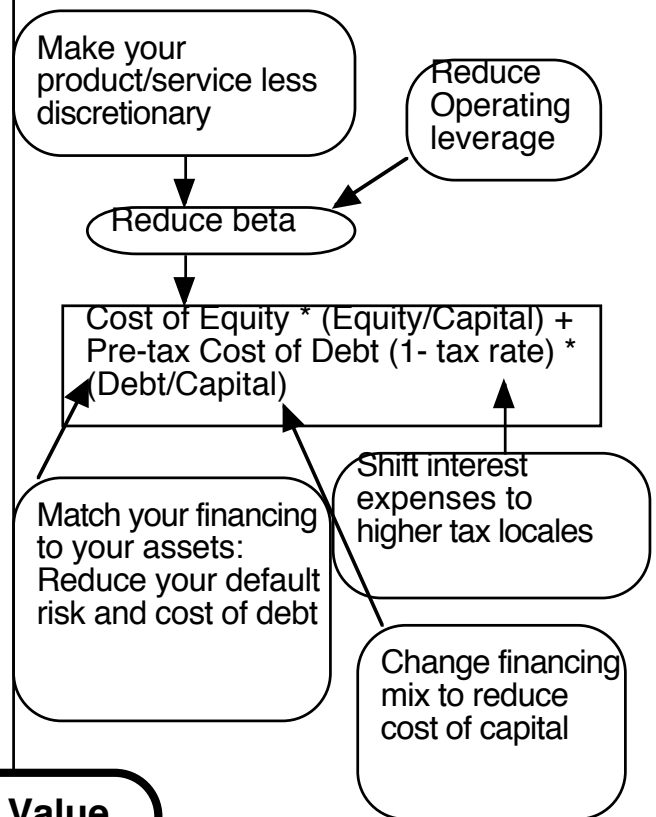 Make your
product/service less
discretionary
Reduce
Operating
leverage
Reduce beta
Cost of Equity * (Equity/Capital) +
Pre-tax Cost of Debt (1- tax rate) *
(Debt/Capital)
Shift interest
expenses to
higher tax locales
Match your financing
to your assets:
Reduce your default
risk and cost of debt
Change financing
mix to reduce
cost of capital
Value